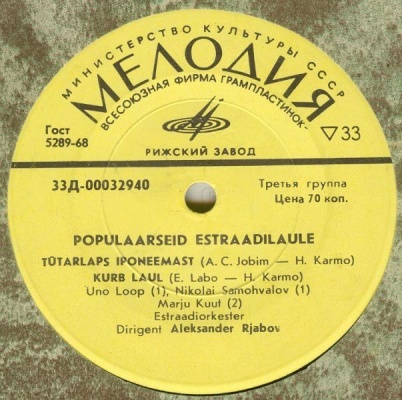 МИНИСТЕРСТВО КУЛЬТУРЫ СССР
МЕЛОДИЯ
ВСЕСОЮЗНАЯ ФИРМА ГРАМПЛАСТИНОК
Гост
5289-68
▽33
РИЖСКИЙ ЗАВОД
33Д-00032940
Третья группа
Цена 70 коп.
POPULAARSEID ESTRAADILAULE
TÜTARLAPS IPONEEMAST (A. C. Jobim — H. Karmo)
KURB LAUL (E. Labo — H. Karmo)
Uno Loop (1), Nikolai Samohvalov (1)
Marju Kuut (2)
Estraadiorkester
Dirigent Aleksander Rjabov